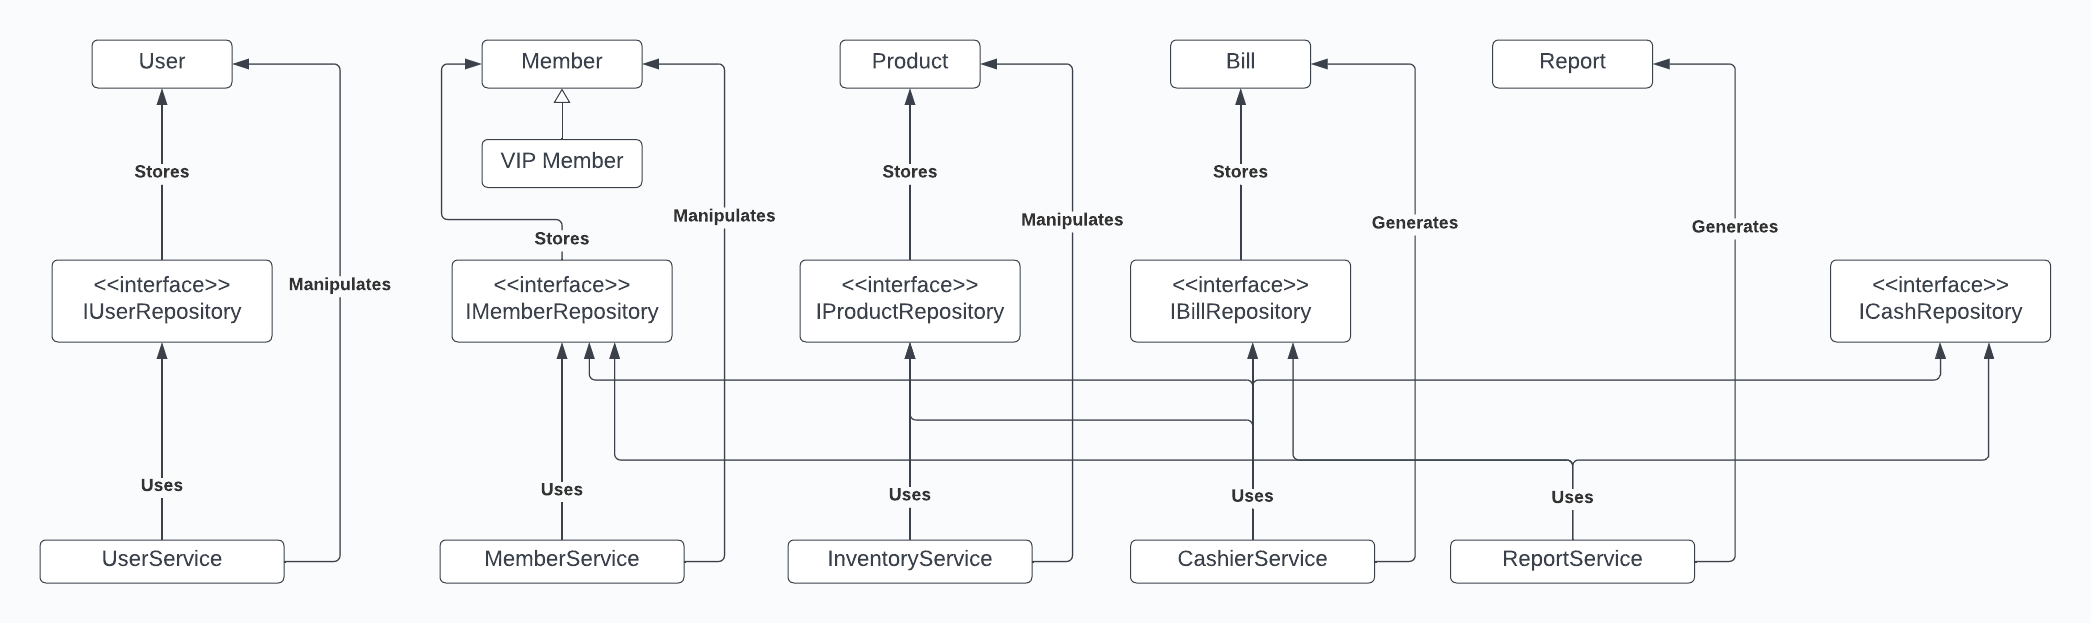 User
Member
Product
Bill
Report
VIP Member
Stores
Stores
Stores
Manipulates
Manipulates
Generates
Generates
Stores
<<interface>>
IUserRepository
Manipulates
<<interface>>
IMemberRepository
<<interface>>
IProductRepository
<<interface>>
IBillRepository
<<interface>>
ICashRepository
Uses
Uses
Uses
Uses
Uses
UserService
MemberService
InventoryService
CashierService
ReportService